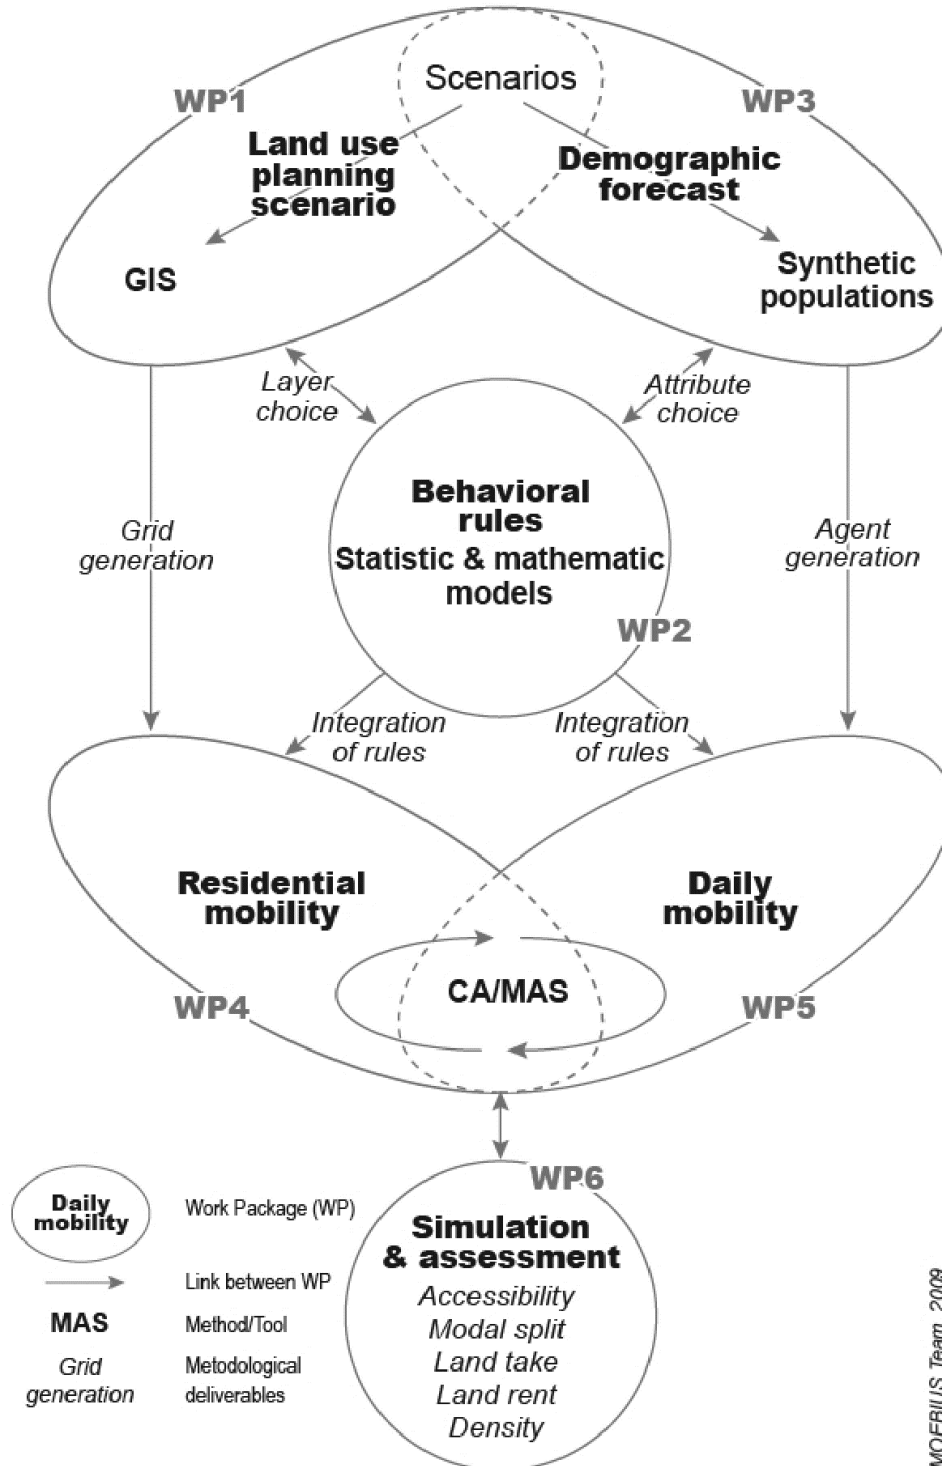 Scenarios
WP1
WP3
Land use
planning
scenario
Demographic
forecast
GIS
Synthetic
populations
Layer
choice
Attribute
choice
Behavioral
rules
Statistic & mathematic
models
WP2
Grid
generation
Agent
generation
Integration
of rules
Integration
of rules
Residential
mobility
Daily
mobility
CA/MAS
WP4
WP5
WP6
Simulation
& assessment
Accessibility
Modal split
Land take
Land rent
Density
Daily
mobility
Work Package (WP)
Link between WP
MAS
Method/Tool
Grid
generation
Metodological
deliverables
MOEBIUS Team, 2009